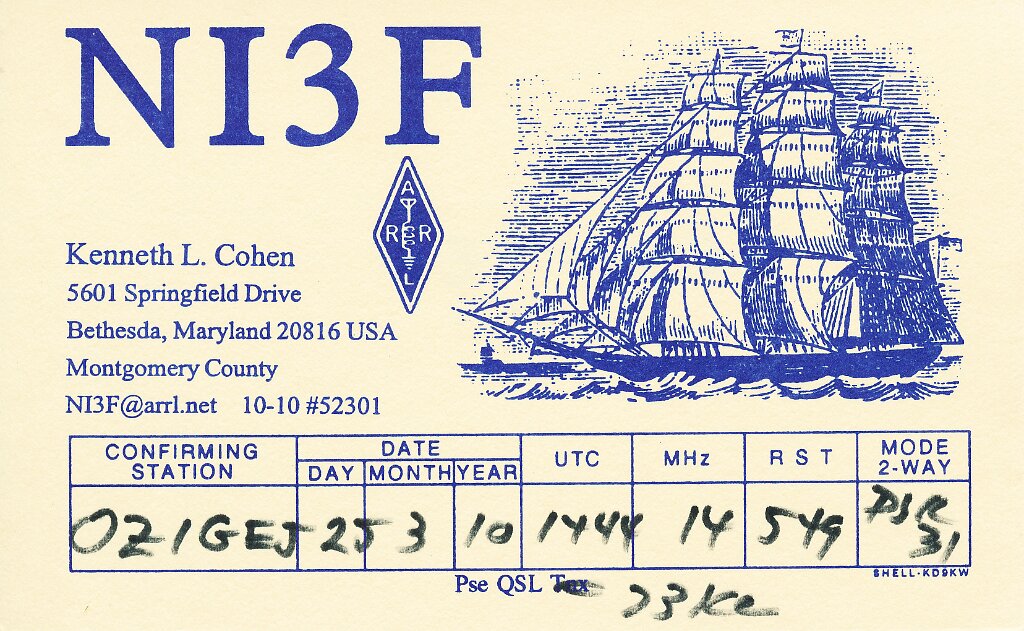 NI3F
A
R R
L
Kenneth L. Cohen
5601 Springfield Drive
Bethesda, Maryland 20816 USA
Montgomery County
NI3F@arrl.net 10-10 #52301
CONFIRMING STATION DATE UTC MHz R S T MODE 2-WAY
DAY MONTH YEAR
OZ1GEJ 25 3 10 1444 14 549 PSK 31
SHELL-KD9KW
Pse QSL Tnx
73 Ken